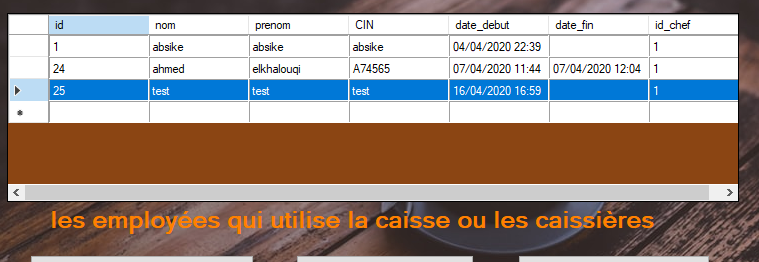 id nom prenom CIN date_debut date_fin id_chef
1 absike absike absike 04/04/2020 22:39 1
24 ahmed elkhalouqi A74565 07/04/2020 11:44 07/04/2020 12:04 1
25 test test test 16/04/2020 16:59 1
les employées qui utilise la caisse ou les caissières